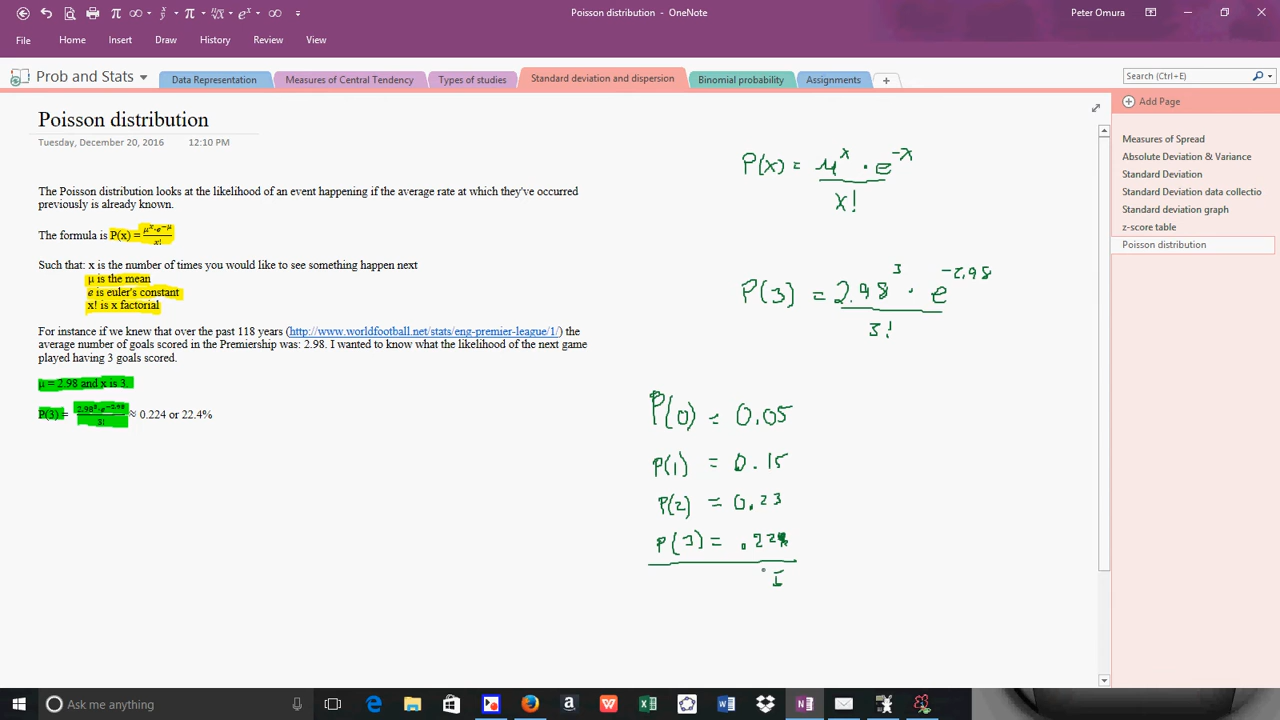 Poisson distribution - OneNote
Peter Omura
File Home Insert Draw History Review View
Prob and Stats
Data Representation Measures of Central Tendency Types of studies Standard deviation and dispersion Binomial probability Assignments +
Search (Ctrl+E)
Add Page
Measures of Spread
Absolute Deviation & Variance
Standard Deviation
Standard Deviation data collectio
Standard deviation graph
z-score table
Poisson distribution
Poisson distribution
Tuesday, December 20, 2016 12:10 PM
The Poisson distribution looks at the likelihood of an event happening if the average rate at which they've occurred
previously is already known.
The formula is P(x) = μ^x·e^−μ / x!
Such that: x is the number of times you would like to see something happen next
μ is the mean
e is euler's constant
x! is x factorial
For instance if we knew that over the past 118 years (http://www.worldfootball.net/stats/eng-premier-league/1/) the
average number of goals scored in the Premiership was: 2.98. I wanted to know what the likelihood of the next game
played having 3 goals scored.
μ = 2.98 and x is 3.
P(3) = 2.98³·e^−2.98 / 3! ≈ 0.224 or 22.4%
P(x) = μ^x · e^−x / x!
P(3) = 2.98³ · e^−2.98 / 3!
P(0) = 0.05
P(1) = 0.15
P(2) = 0.23
P(3) = .22
Ask me anything